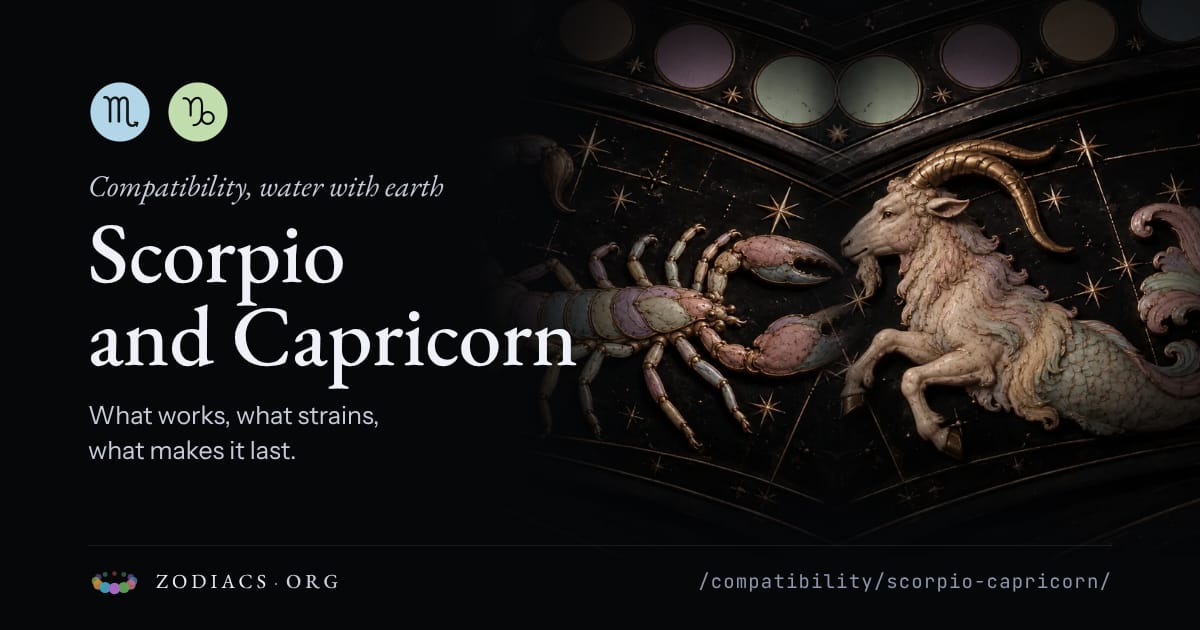 ♏ ♑
Compatibility, water with earth
Scorpio
and Capricorn
What works, what strains,
what makes it last.
ZODIACS·ORG
/compatibility/scorpio-capricorn/